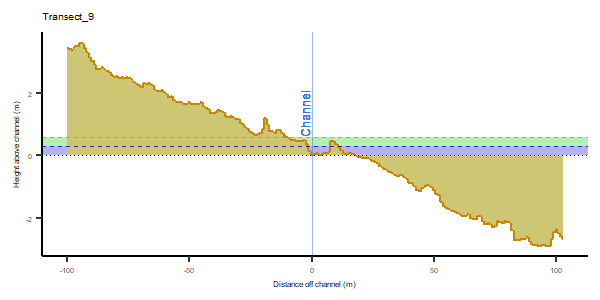 Transect_9
Height above channel (m)
2
0
-2
Channel
-100
-50
0
50
100
Distance off channel (m)